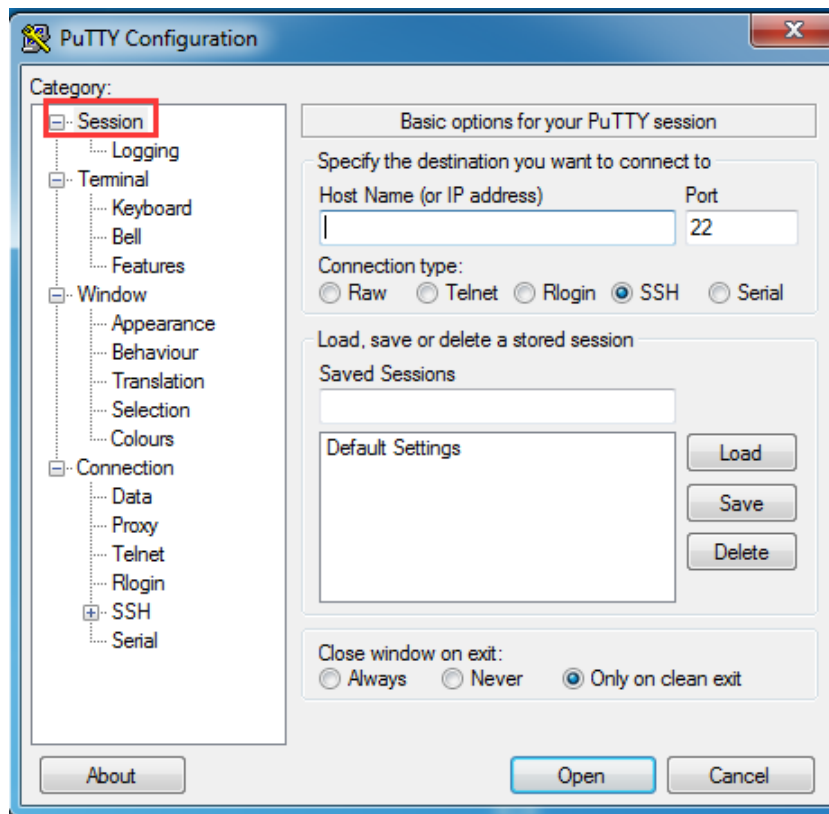 PuTTY Configuration
Category:
Session
Logging
Terminal
Keyboard
Bell
Features
Window
Appearance
Behaviour
Translation
Selection
Colours
Connection
Data
Proxy
Telnet
Rlogin
SSH
Serial
Basic options for your PuTTY session
Specify the destination you want to connect to
Host Name (or IP address) Port
22
Connection type:
Raw Telnet Rlogin SSH Serial
Load, save or delete a stored session
Saved Sessions
Default Settings
Load
Save
Delete
Close window on exit:
Always Never Only on clean exit
About Open Cancel